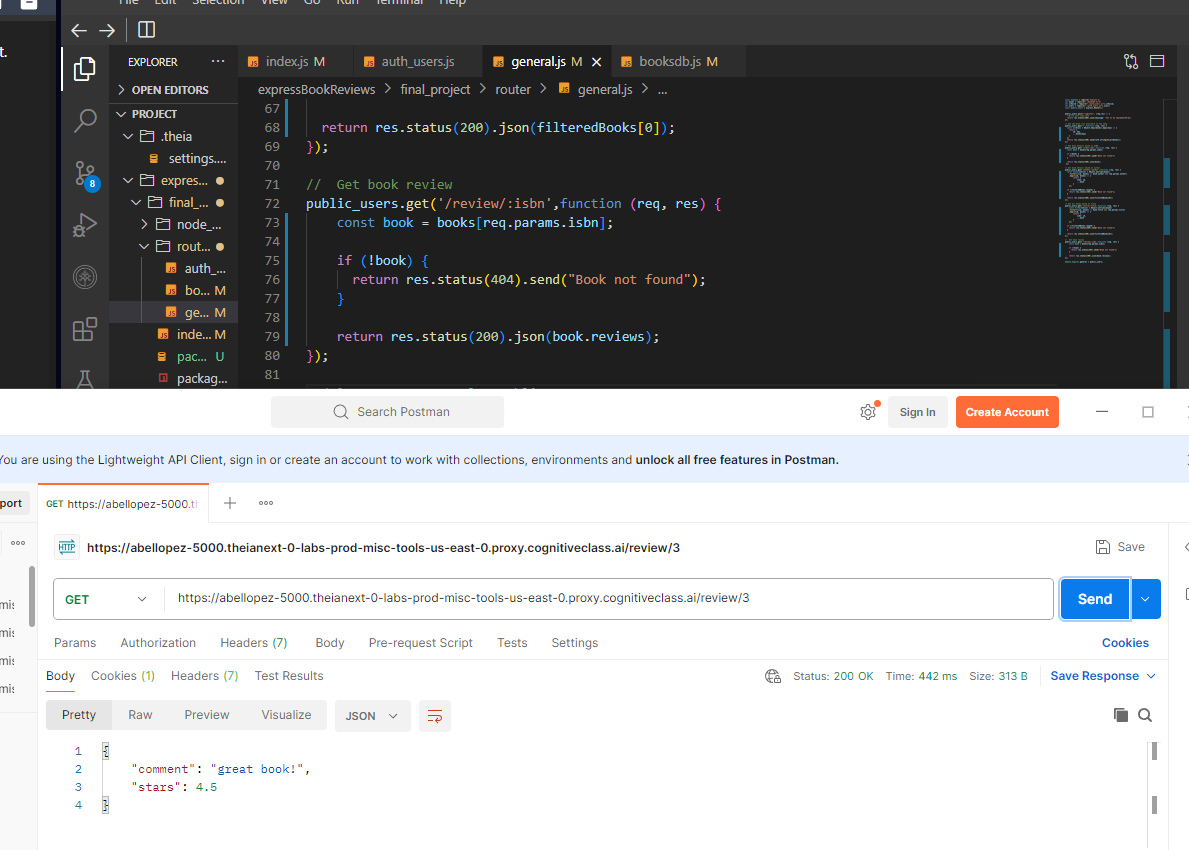 File Edit Selection View Go Run Terminal Help
t.
EXPLORER ···
index.js M
auth_users.js
general.js M
booksdb.js M
OPEN EDITORS
PROJECT
.theia
settings....
expres...
final_...
node_...
rout...
auth_...
bo... M
ge... M
inde... M
pac... U
packag...
8
expressBookReviews > final_project > router > general.js > ...
67
68 return res.status(200).json(filteredBooks[0]);
69 });
70
71 // Get book review
72 public_users.get('/review/:isbn',function (req, res) {
73 const book = books[req.params.isbn];
74
75 if (!book) {
76 return res.status(404).send("Book not found");
77 }
78
79 return res.status(200).json(book.reviews);
80 });
81
Search Postman
Sign In
Create Account
You are using the Lightweight API Client, sign in or create an account to work with collections, environments and unlock all free features in Postman.
port
GET https://abellopez-5000.th
HTTP
https://abellopez-5000.theianext-0-labs-prod-misc-tools-us-east-0.proxy.cognitiveclass.ai/review/3
Save
GET
https://abellopez-5000.theianext-0-labs-prod-misc-tools-us-east-0.proxy.cognitiveclass.ai/review/3
Send
mis
mis
mis
mis
Params Authorization Headers (7) Body Pre-request Script Tests Settings Cookies
Body Cookies (1) Headers (7) Test Results
Status: 200 OK Time: 442 ms Size: 313 B Save Response
Pretty Raw Preview Visualize JSON
1 {
2 "comment": "great book!",
3 "stars": 4.5
4 }